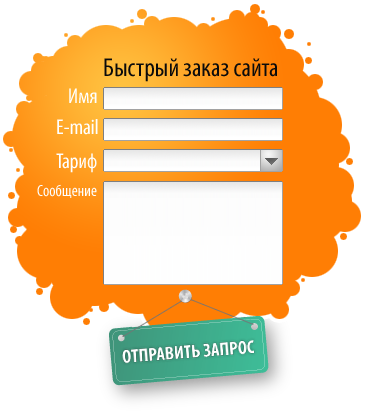 Быстрый заказ сайта
Имя
E-mail
Тариф
Сообщение
ОТПРАВИТЬ ЗАПРОС